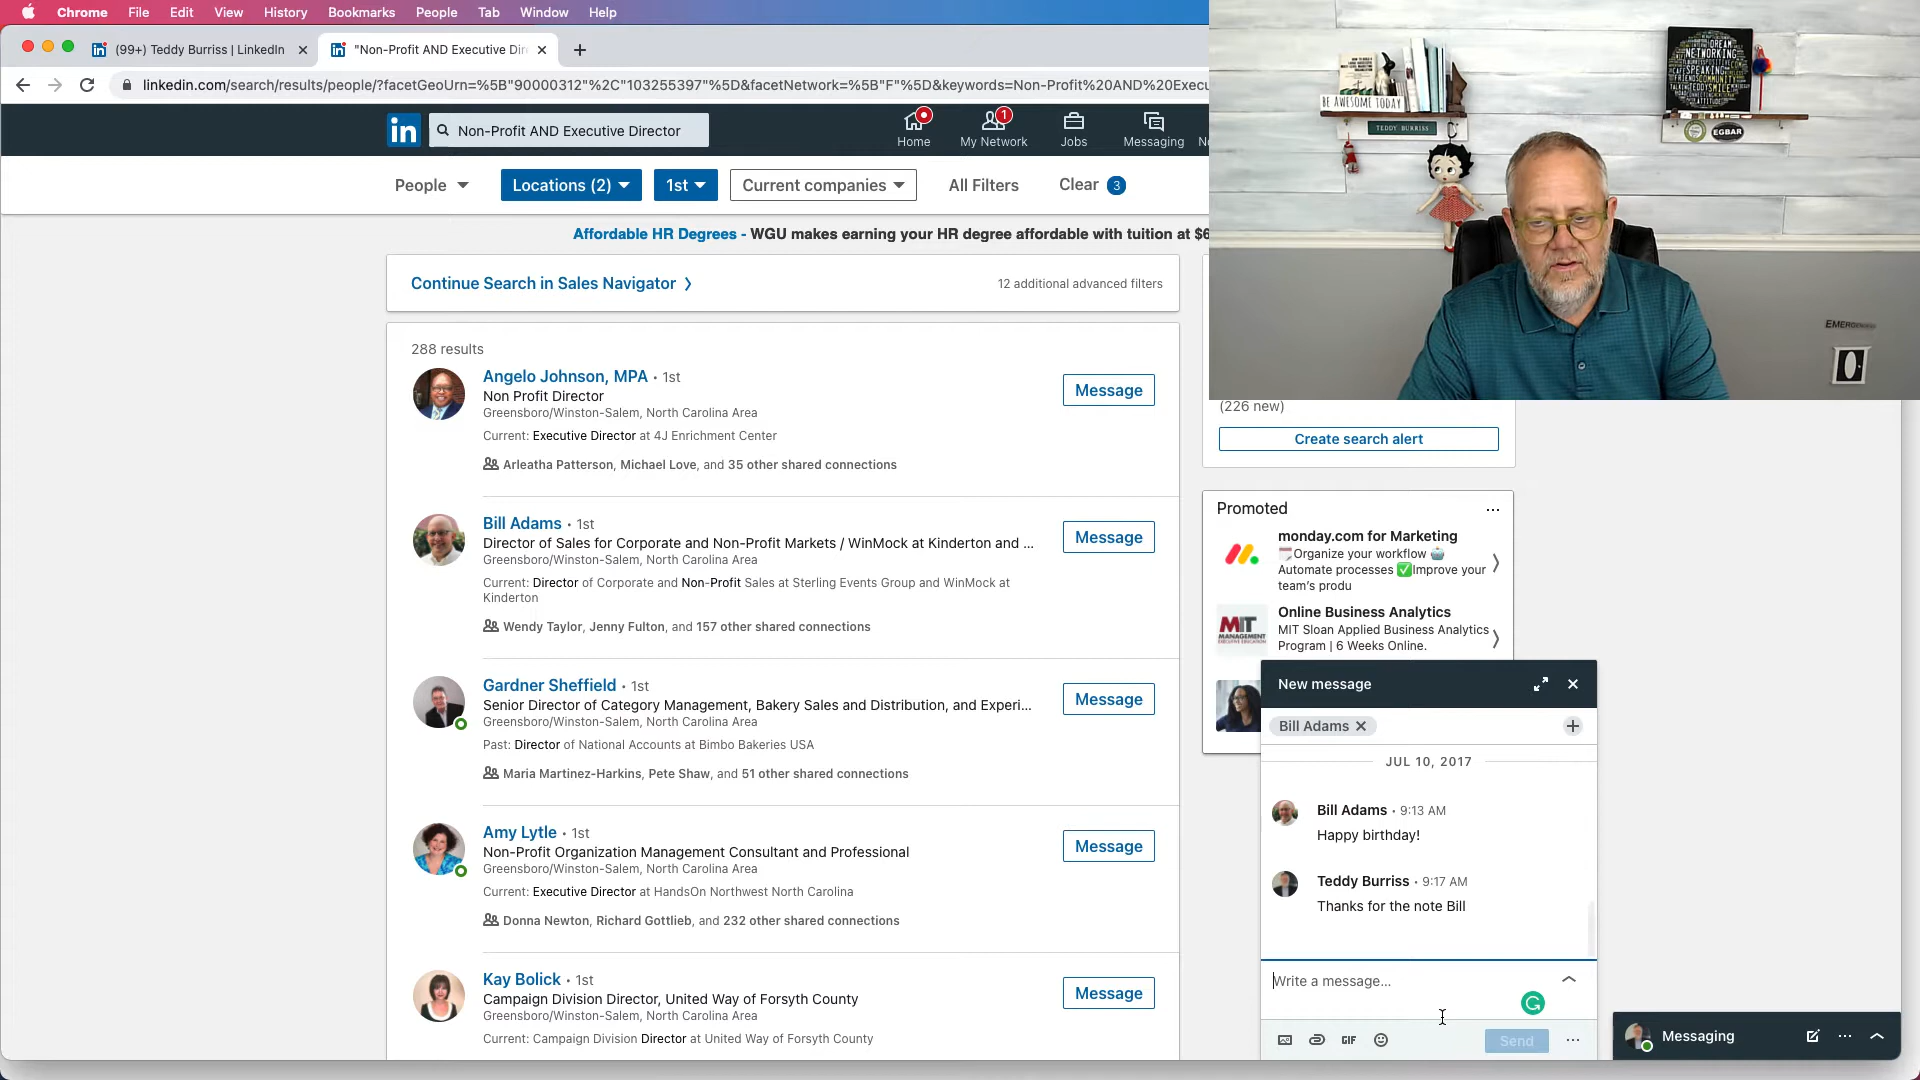 Chrome File Edit View History Bookmarks People Tab Window Help
(99+) Teddy Burriss | LinkedIn
"Non-Profit AND Executive Dir
linkedin.com/search/results/people/?facetGeoUrn=%5B"90000312"%2C"103255397"%5D&facetNetwork=%5B"F"%5D&keywords=Non-Profit%20AND%20Execu
in
Non-Profit AND Executive Director
Home
1
My Network
Jobs
Messaging
People
Locations (2)
1st
Current companies
All Filters
Clear 3
Affordable HR Degrees - WGU makes earning your HR degree affordable with tuition at $6
Continue Search in Sales Navigator
12 additional advanced filters
288 results
Angelo Johnson, MPA • 1st
Non Profit Director
Greensboro/Winston-Salem, North Carolina Area
Current: Executive Director at 4J Enrichment Center
Arleatha Patterson, Michael Love, and 35 other shared connections
Message
Bill Adams • 1st
Director of Sales for Corporate and Non-Profit Markets / WinMock at Kinderton and ...
Greensboro/Winston-Salem, North Carolina Area
Current: Director of Corporate and Non-Profit Sales at Sterling Events Group and WinMock at
Kinderton
Wendy Taylor, Jenny Fulton, and 157 other shared connections
Message
Gardner Sheffield • 1st
Senior Director of Category Management, Bakery Sales and Distribution, and Experi...
Greensboro/Winston-Salem, North Carolina Area
Past: Director of National Accounts at Bimbo Bakeries USA
Maria Martinez-Harkins, Pete Shaw, and 51 other shared connections
Message
Amy Lytle • 1st
Non-Profit Organization Management Consultant and Professional
Greensboro/Winston-Salem, North Carolina Area
Current: Executive Director at HandsOn Northwest North Carolina
Donna Newton, Richard Gottlieb, and 232 other shared connections
Message
Kay Bolick • 1st
Campaign Division Director, United Way of Forsyth County
Greensboro/Winston-Salem, North Carolina Area
Current: Campaign Division Director at United Way of Forsyth County
Message
BE AWESOME TODAY
TEDDY BURRISS
DREAM
NETWORKING
SPEAKING
COMMUNITY
ATTITUDE
EGBAR
(226 new)
Create search alert
Promoted
monday.com for Marketing
Organize your workflow
Automate processes ✅Improve your
team's produ
MIT
MANAGEMENT
Online Business Analytics
MIT Sloan Applied Business Analytics
Program | 6 Weeks Online.
New message
Bill Adams
JUL 10, 2017
Bill Adams • 9:13 AM
Happy birthday!
Teddy Burriss • 9:17 AM
Thanks for the note Bill
Write a message...
GIF
Send
Messaging